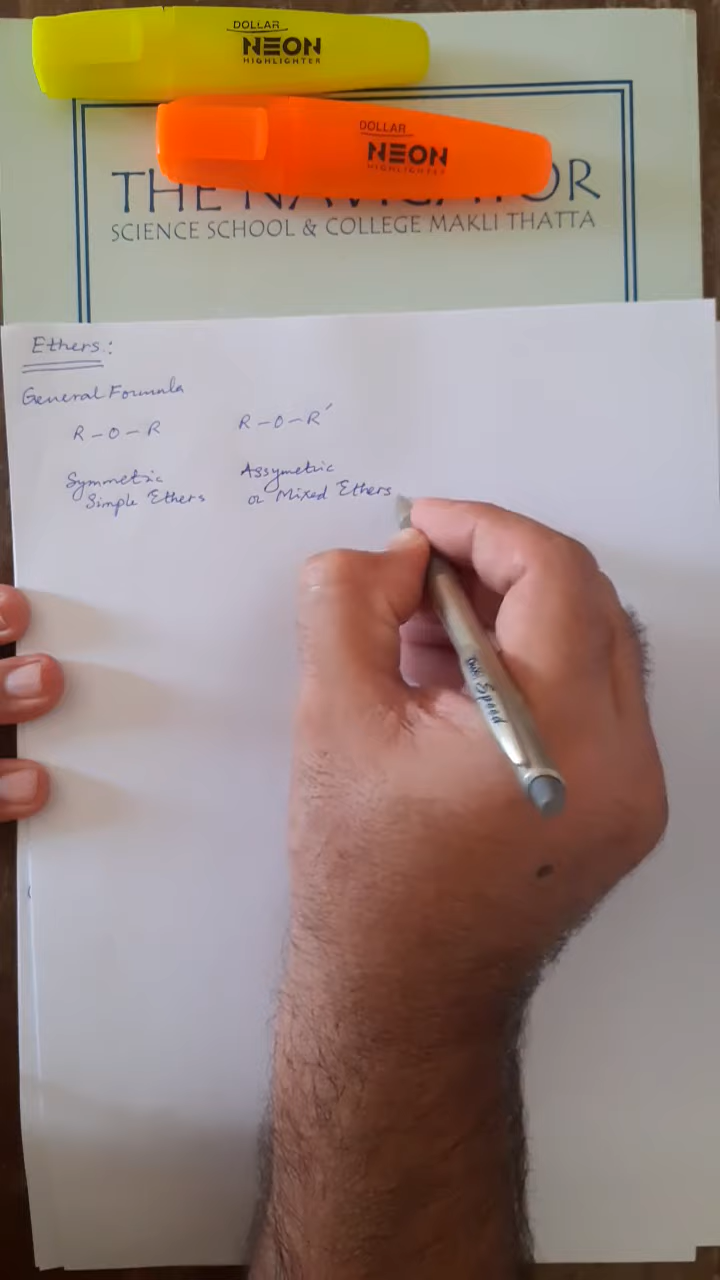 DOLLAR
NEON
HIGHLIGHTER
DOLLAR
NEON
HIGHLIGHTER
THE NAVIGATOR
SCIENCE SCHOOL & COLLEGE MAKLI THATTA
Ethers:
General Formula
R-O-R R-O-R′
Symmetric Assymetric
Simple Ethers or Mixed Ethers
Speed